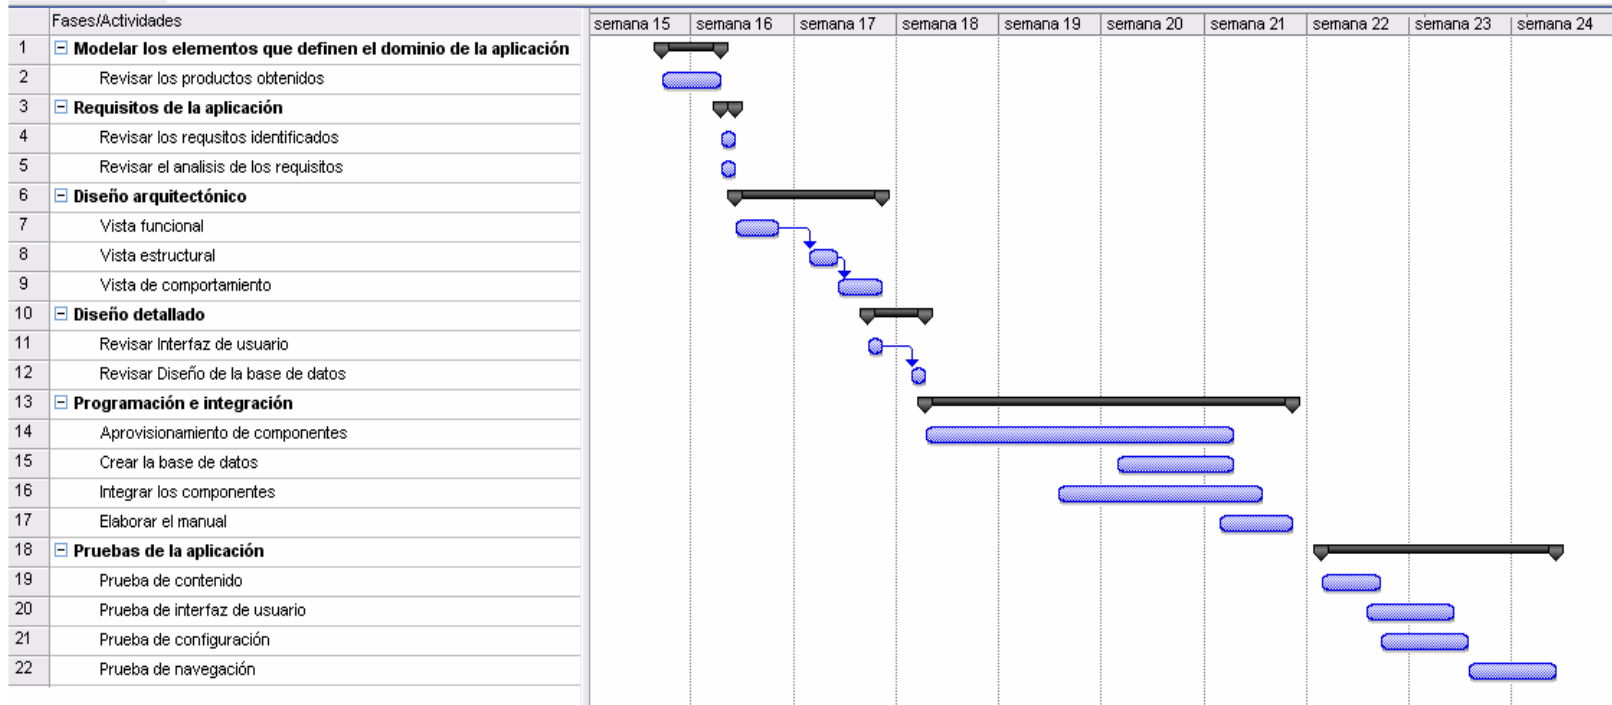 Fases/Actividades
semana 15 semana 16 semana 17 semana 18 semana 19 semana 20 semana 21 semana 22 semana 23 semana 24
1 Modelar los elementos que definen el dominio de la aplicación
2 Revisar los productos obtenidos
3 Requisitos de la aplicación
4 Revisar los requsitos identificados
5 Revisar el analisis de los requisitos
6 Diseño arquitectónico
7 Vista funcional
8 Vista estructural
9 Vista de comportamiento
10 Diseño detallado
11 Revisar Interfaz de usuario
12 Revisar Diseño de la base de datos
13 Programación e integración
14 Aprovisionamiento de componentes
15 Crear la base de datos
16 Integrar los componentes
17 Elaborar el manual
18 Pruebas de la aplicación
19 Prueba de contenido
20 Prueba de interfaz de usuario
21 Prueba de configuración
22 Prueba de navegación